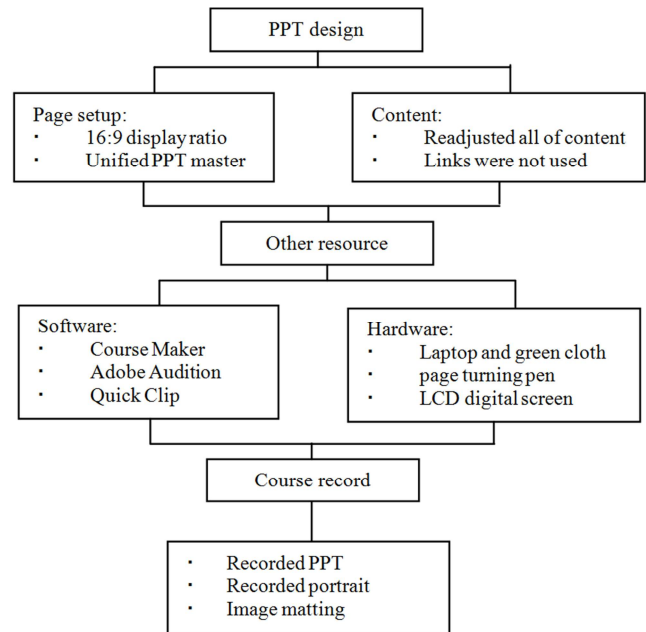 PPT design
Page setup:
· 16:9 display ratio
· Unified PPT master
Content:
· Readjusted all of content
· Links were not used
Other resource
Software:
· Course Maker
· Adobe Audition
· Quick Clip
Hardware:
· Laptop and green cloth
· page turning pen
· LCD digital screen
Course record
· Recorded PPT
· Recorded portrait
· Image matting